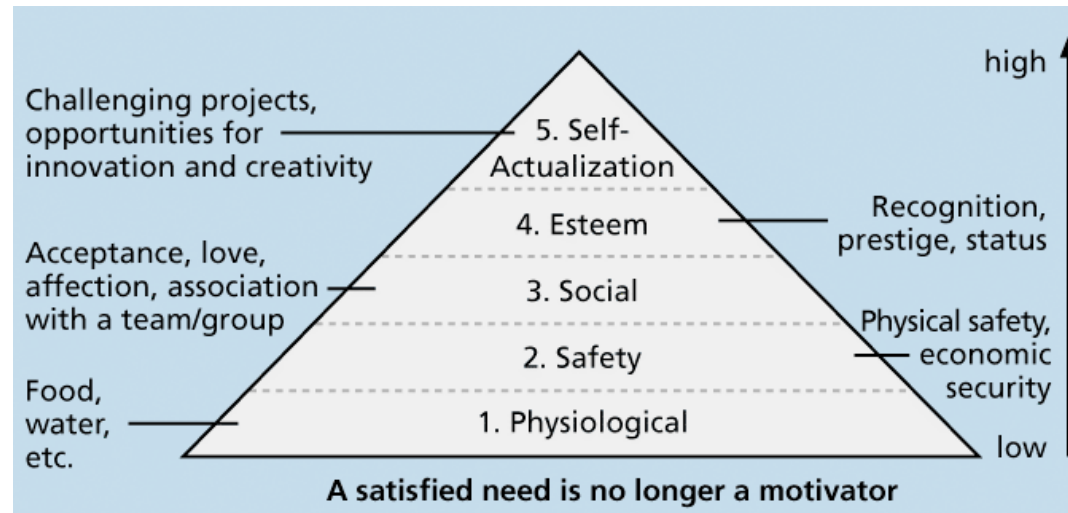 high
Challenging projects,
opportunities for
innovation and creativity
5. Self-
Actualization
Recognition,
prestige, status
4. Esteem
Acceptance, love,
affection, association
with a team/group
3. Social
Physical safety,
economic
security
2. Safety
Food,
water,
etc.
1. Physiological
low
A satisfied need is no longer a motivator